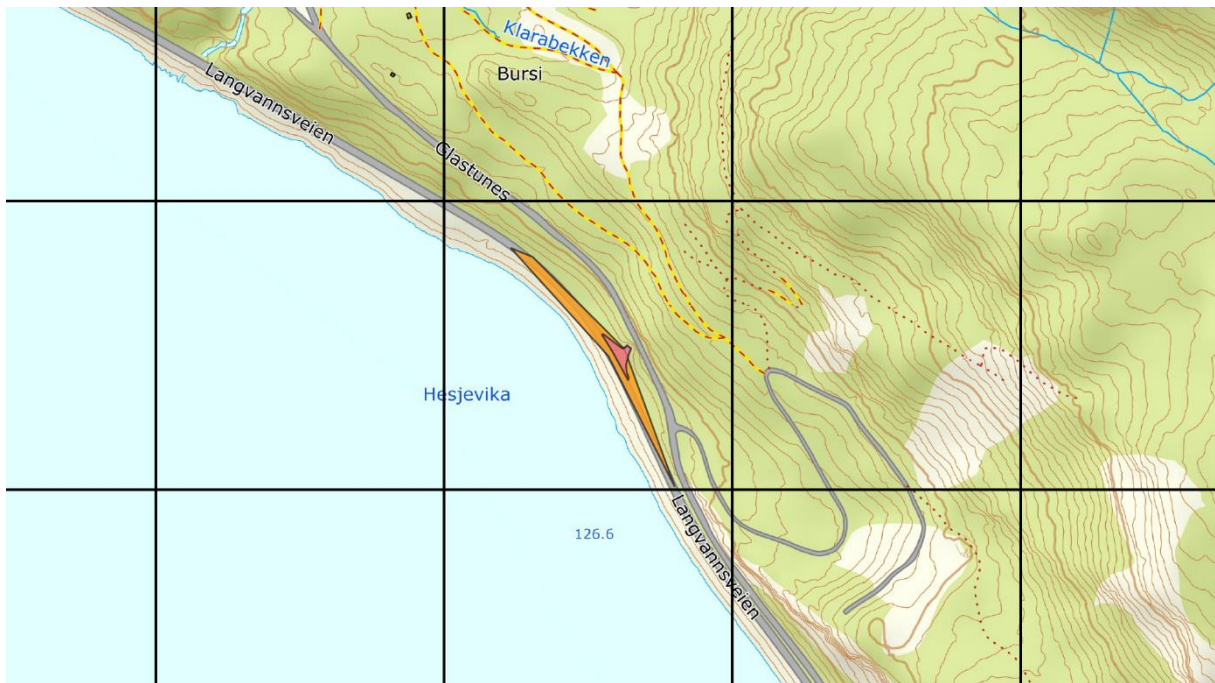 Klarabekken
Bursi
Langvannsveien
Glastunes
Hesjevika
126.6
Langvannsveien